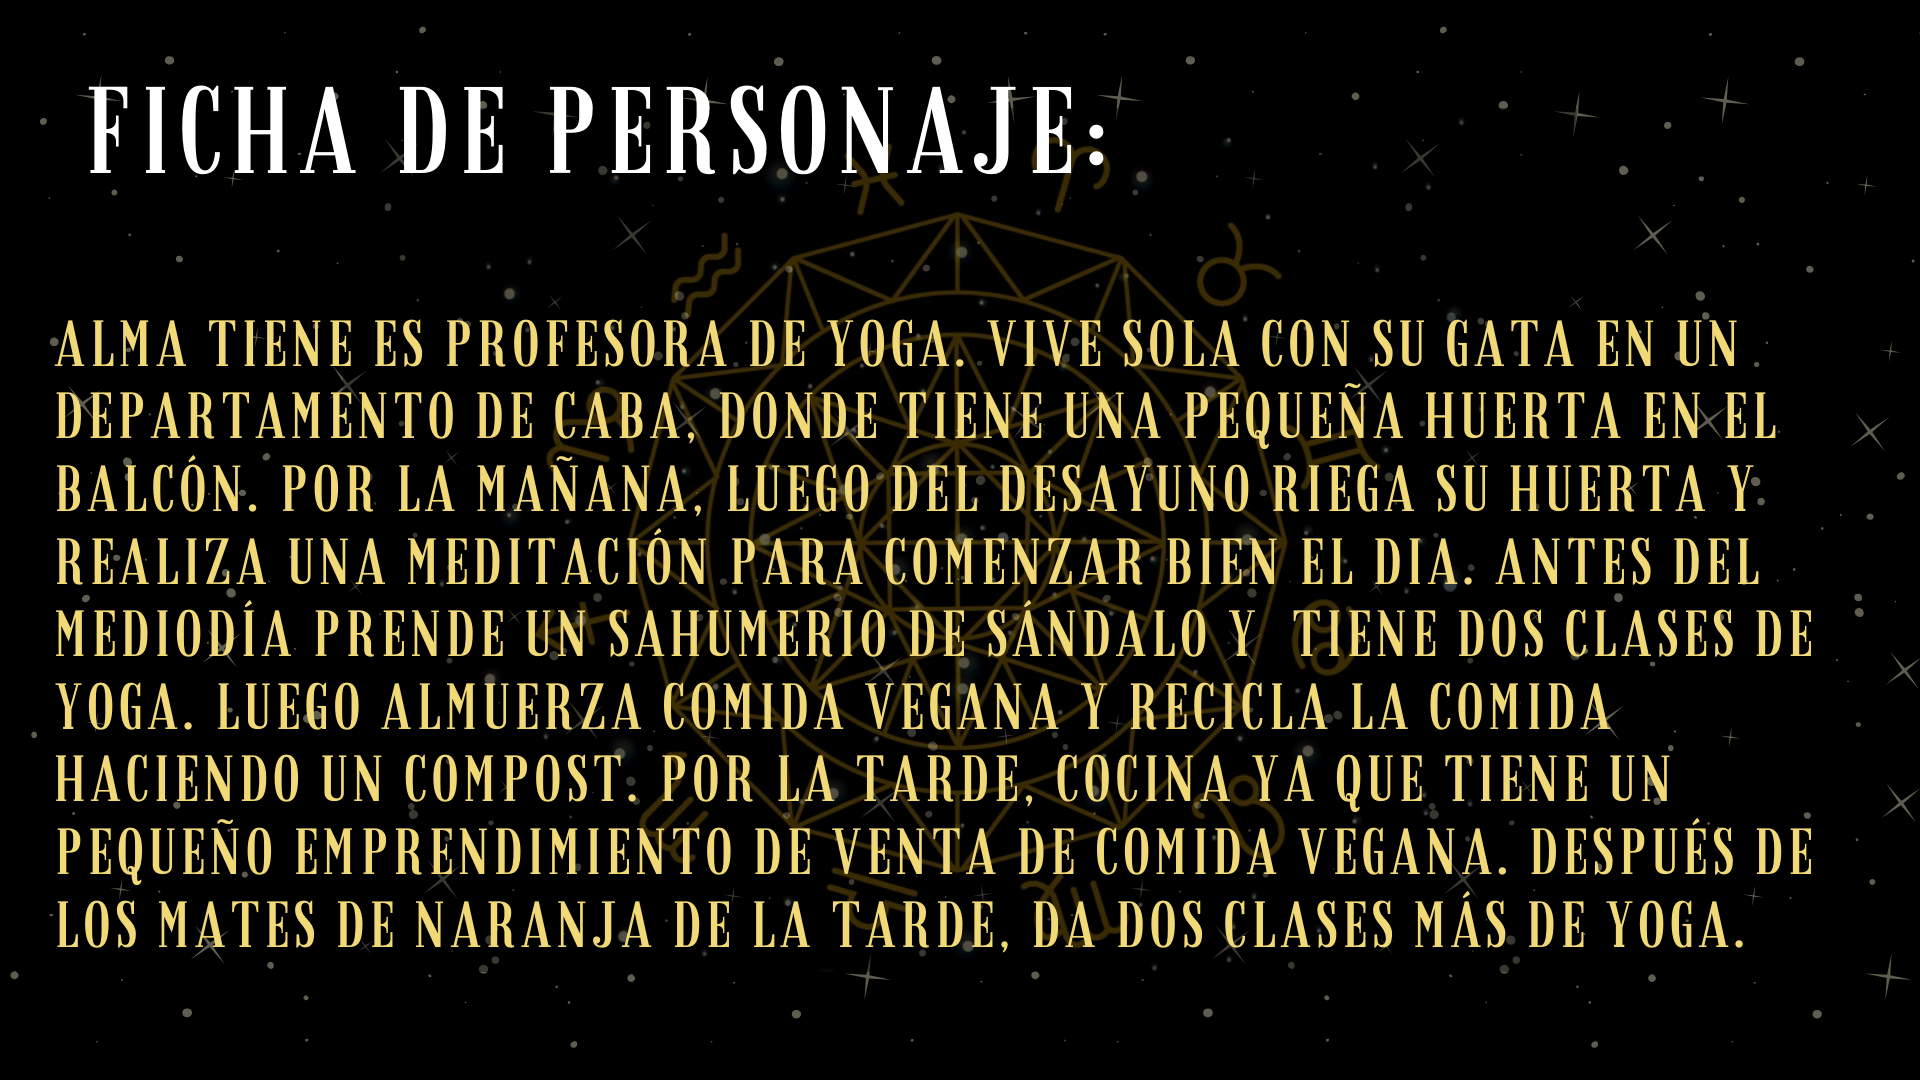 FICHA DE PERSONAJE:
ALMA TIENE ES PROFESORA DE YOGA. VIVE SOLA CON SU GATA EN UN
DEPARTAMENTO DE CABA, DONDE TIENE UNA PEQUEÑA HUERTA EN EL
BALCÓN. POR LA MAÑANA, LUEGO DEL DESAYUNO RIEGA SU HUERTA Y
REALIZA UNA MEDITACIÓN PARA COMENZAR BIEN EL DIA. ANTES DEL
MEDIODÍA PRENDE UN SAHUMERIO DE SÁNDALO Y  TIENE DOS CLASES DE
YOGA. LUEGO ALMUERZA COMIDA VEGANA Y RECICLA LA COMIDA
HACIENDO UN COMPOST. POR LA TARDE, COCINA YA QUE TIENE UN
PEQUEÑO EMPRENDIMIENTO DE VENTA DE COMIDA VEGANA. DESPUÉS DE
LOS MATES DE NARANJA DE LA TARDE, DA DOS CLASES MÁS DE YOGA.